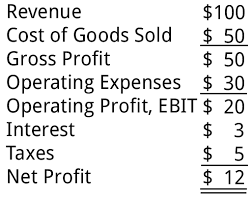 Revenue $100
Cost of Goods Sold $ 50
Gross Profit $ 50
Operating Expenses $ 30
Operating Profit, EBIT $ 20
Interest $ 3
Taxes $ 5
Net Profit $ 12